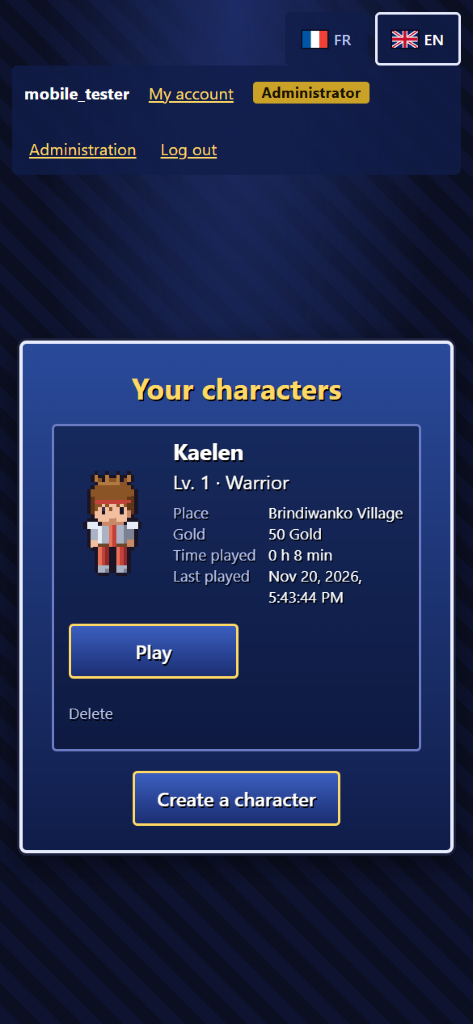 FR EN
mobile_tester My account Administrator
Administration Log out
Your characters
Kaelen
Lv. 1 · Warrior
Place Brindiwanko Village
Gold 50 Gold
Time played 0 h 8 min
Last played Nov 20, 2026,
5:43:44 PM
Play
Delete
Create a character